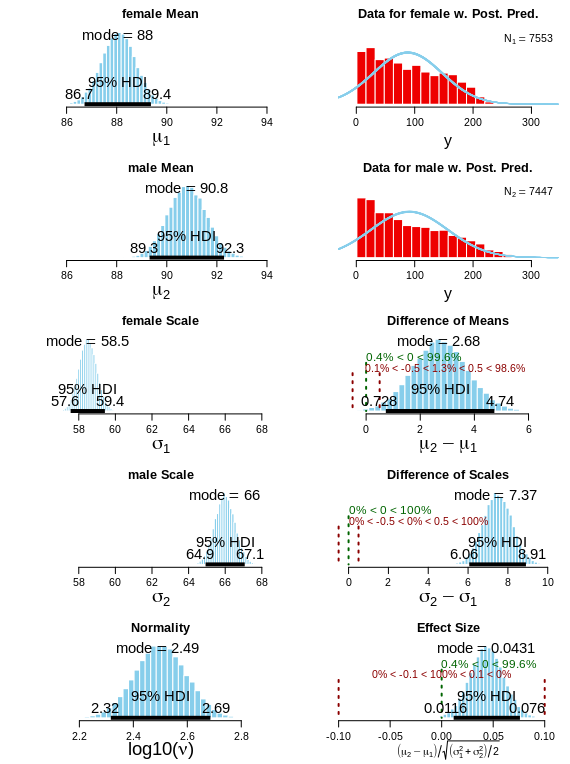 female Mean
mode = 88
95% HDI
86.7 89.4
86 88 90 92 94
μ1
Data for female w. Post. Pred.
N1 = 7553
0 100 200 300
y
male Mean
mode = 90.8
95% HDI
89.3 92.3
86 88 90 92 94
μ2
Data for male w. Post. Pred.
N2 = 7447
0 100 200 300
y
female Scale
mode = 58.5
95% HDI
57.6 59.4
58 60 62 64 66 68
σ1
Difference of Means
mode = 2.68
0.4% < 0 < 99.6%
0.1% < -0.5 < 1.3% < 0.5 < 98.6%
95% HDI
0.728 4.74
0 2 4 6
μ2 − μ1
male Scale
mode = 66
95% HDI
64.9 67.1
58 60 62 64 66 68
σ2
Difference of Scales
mode = 7.37
0% < 0 < 100%
0% < -0.5 < 0% < 0.5 < 100%
95% HDI
6.06 8.91
0 2 4 6 8 10
σ2 − σ1
Normality
mode = 2.49
95% HDI
2.32 2.69
2.2 2.4 2.6 2.8
log10(ν)
Effect Size
mode = 0.0431
0.4% < 0 < 99.6%
0% < -0.1 < 100% < 0.1 < 0%
95% HDI
0.0116 0.076
-0.10 -0.05 0.00 0.05 0.10
(μ2 − μ1)/√(σ1² + σ2²)/2